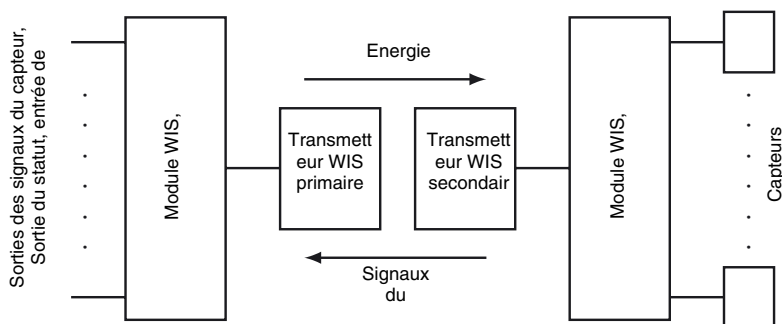 Sorties des signaux du capteur,
Sortie du statut, entrée de
Module WIS,
Energie
Transmett
eur WIS
primaire
Transmett
eur WIS
secondair
Signaux
du
Module WIS,
Capteurs